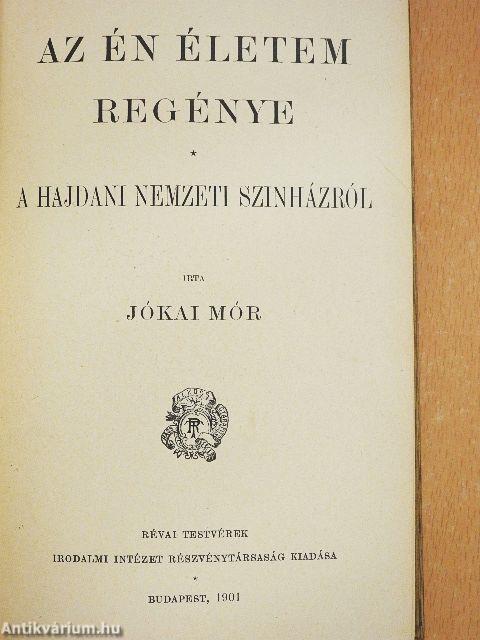 AZ ÉN ÉLETEM
REGÉNYE
*
A HAJDANI NEMZETI SZINHÁZRÓL
IRTA
JÓKAI MÓR
RÉVAI TESTVÉREK
IRODALMI INTÉZET RÉSZVÉNYTÁRSASÁG KIADÁSA
*
BUDAPEST, 1901
Antikvárium.hu